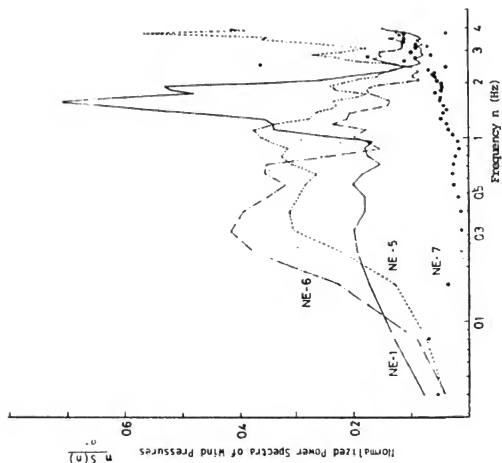 n S(n)
Normalized Power Spectra of Wind Pressures
0.6
0.4
0.2
0
NE-6
NE-5
NE-1
NE-7
0.1
0.3
0.5
1
2
3
4
Frequency n (Hz)